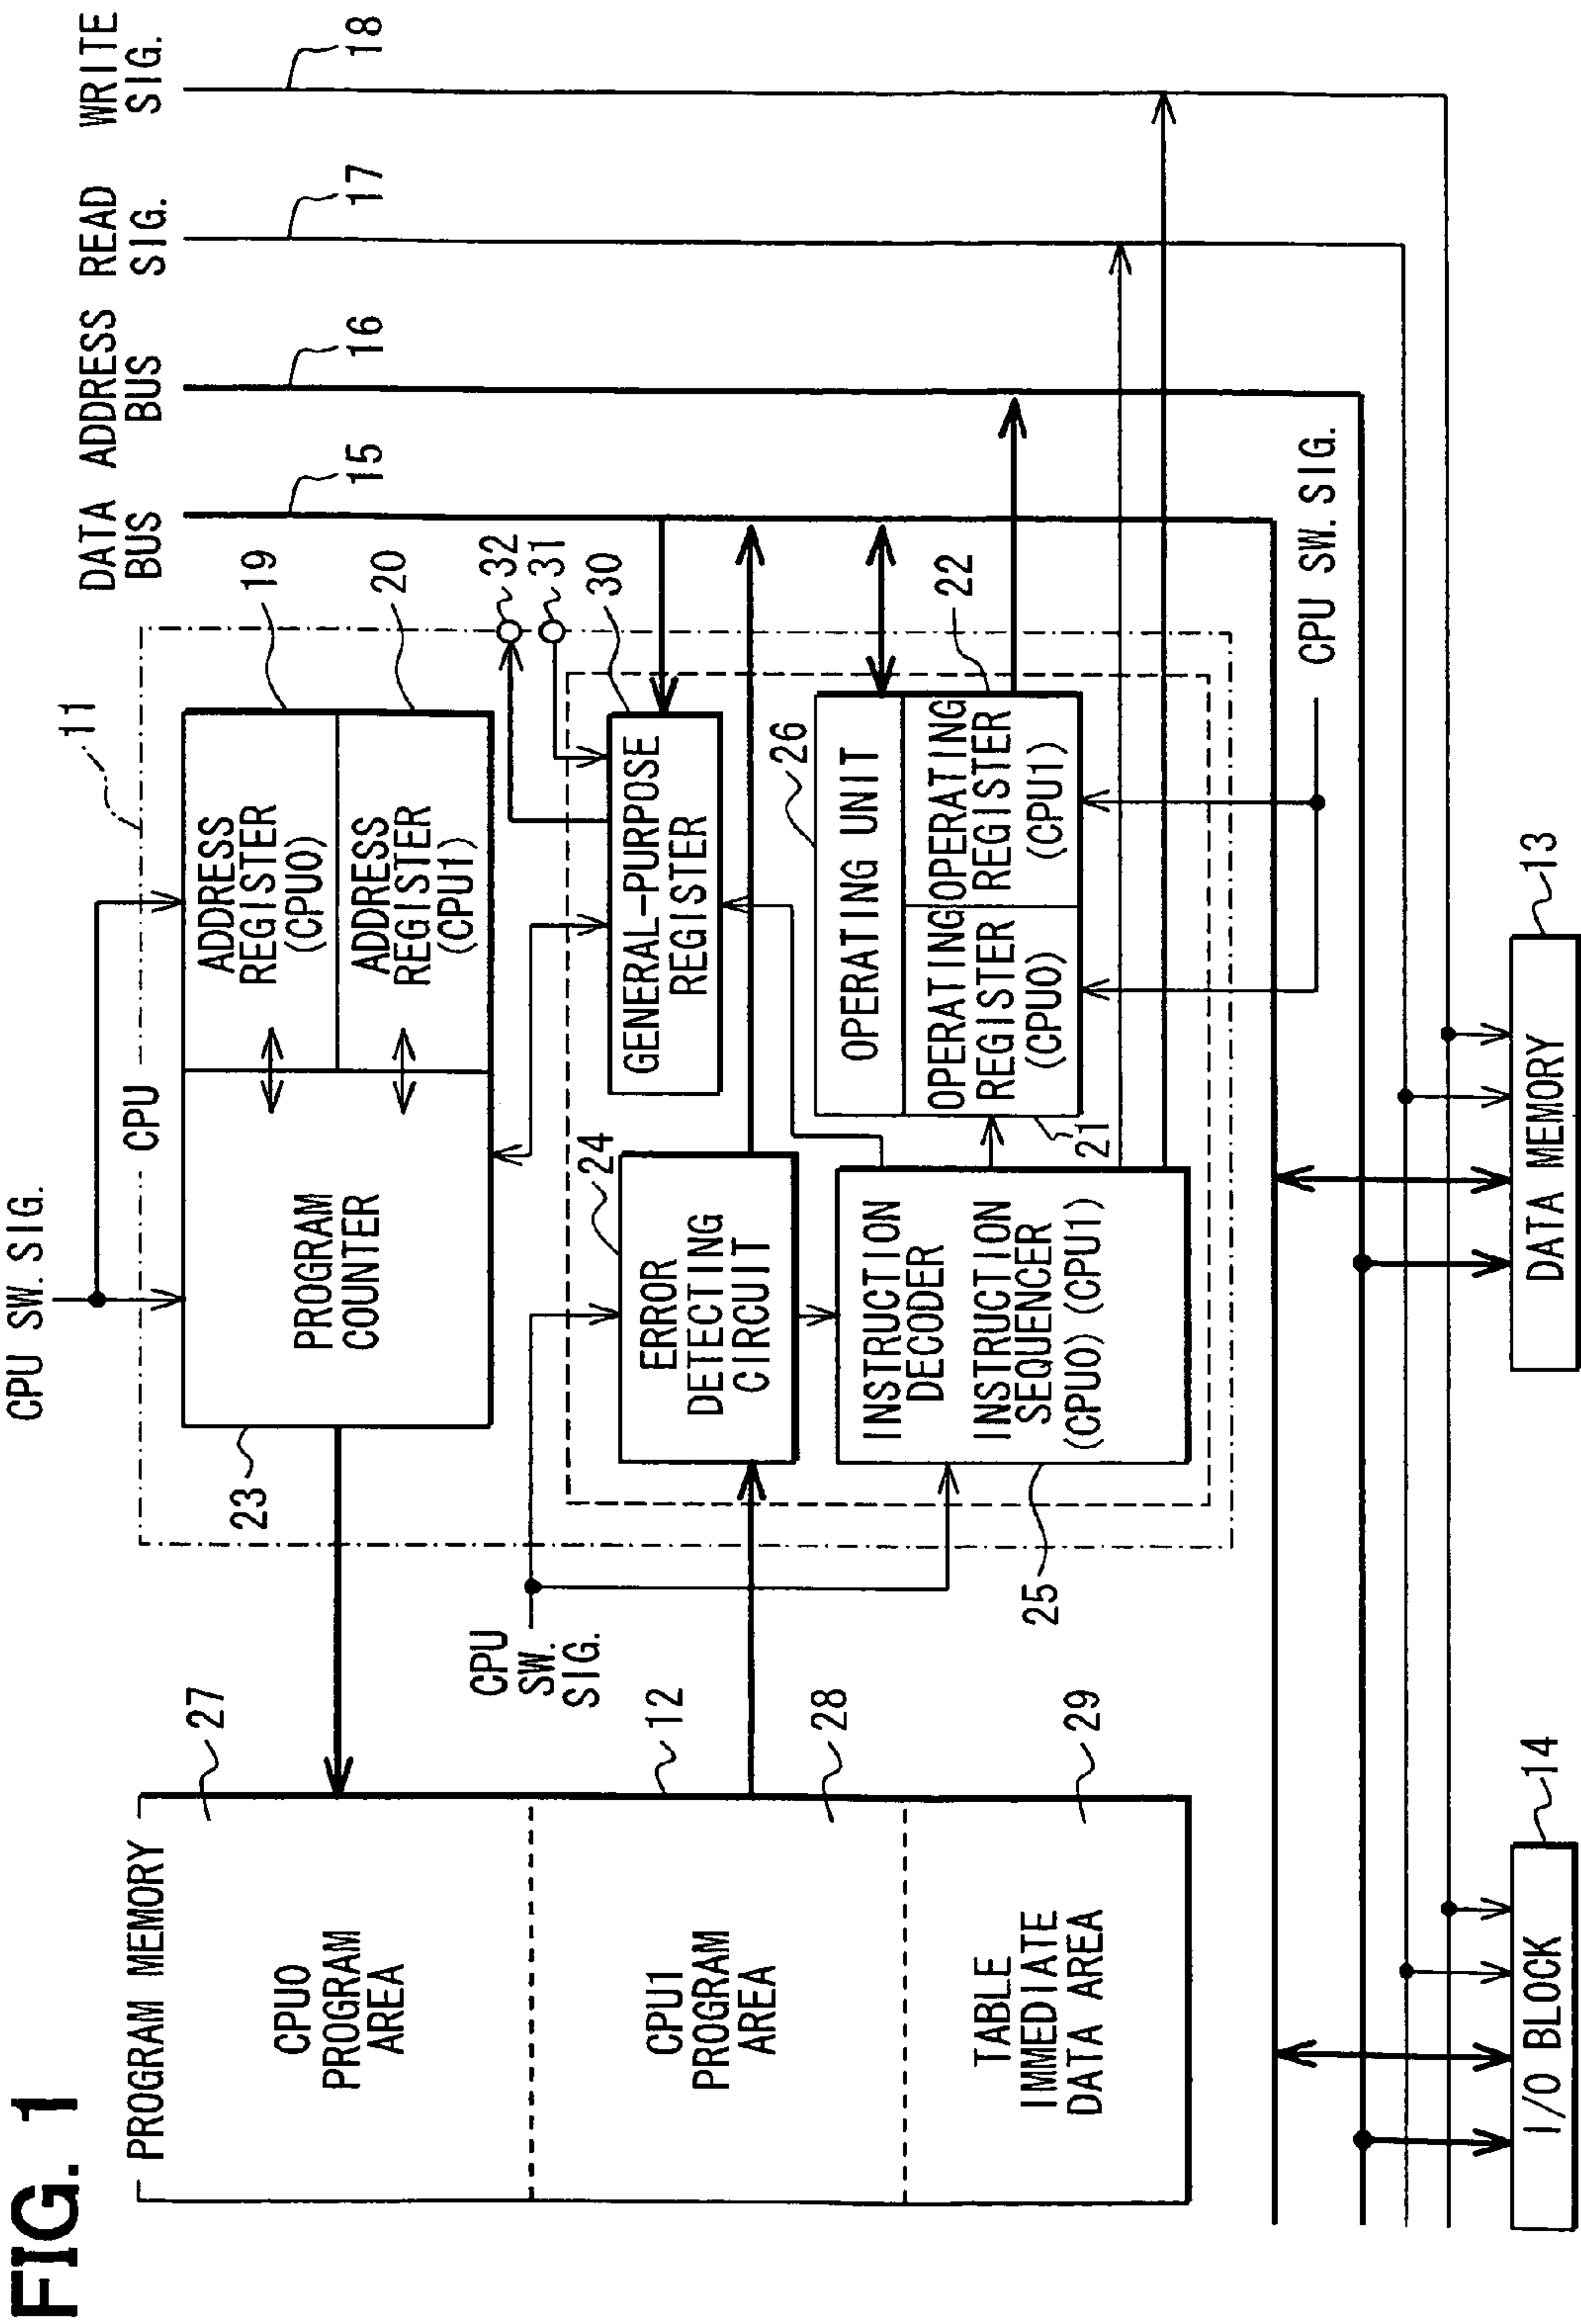 FIG. 1
CPU SW. SIG.
DATA
BUS
ADDRESS
BUS
READ
SIG.
WRITE
SIG.
15
16
17
18
PROGRAM MEMORY
27
CPU0
PROGRAM
AREA
12
CPU1
PROGRAM
AREA
28
TABLE
IMMEDIATE
DATA AREA
29
CPU
11
23
PROGRAM
COUNTER
ADDRESS
REGISTER
(CPU0)
19
ADDRESS
REGISTER
(CPU1)
20
32
31
30
CPU
SW.
SIG.
24
ERROR
DETECTING
CIRCUIT
GENERAL-PURPOSE
REGISTER
26
OPERATING UNIT
22
INSTRUCTION
DECODER
INSTRUCTION
SEQUENCER
(CPU0) (CPU1)
25
OPERATING
REGISTER
(CPU0)
21
OPERATING
REGISTER
(CPU1)
CPU SW. SIG.
14
I/O BLOCK
13
DATA MEMORY